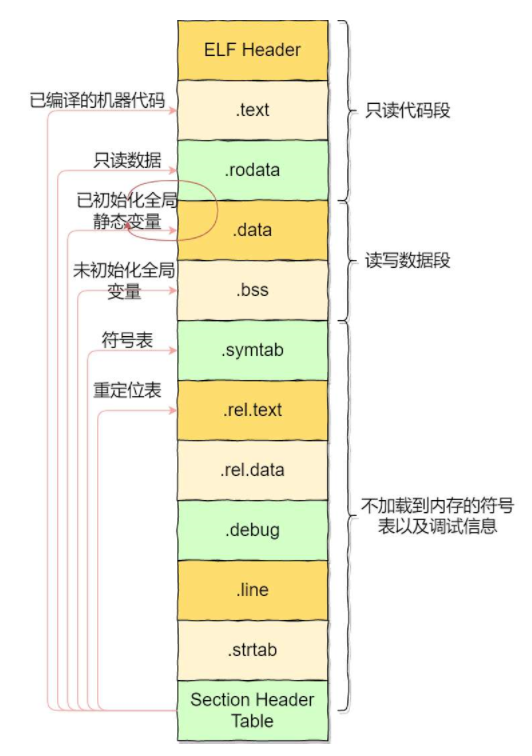 ELF Header
已编译的机器代码
.text
只读代码段
只读数据
.rodata
已初始化全局
静态变量
.data
读写数据段
未初始化全局
变量
.bss
符号表
.symtab
重定位表
.rel.text
.rel.data
不加载到内存的符号
表以及调试信息
.debug
.line
.strtab
Section Header
Table